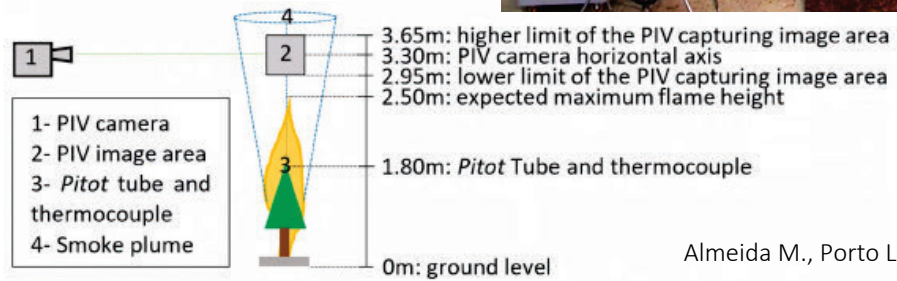 4
1
2
3.65m: higher limit of the PIV capturing image area
3.30m: PIV camera horizontal axis
2.95m: lower limit of the PIV capturing image area
2.50m: expected maximum flame height
1- PIV camera
2- PIV image area
3- Pitot tube and
thermocouple
4- Smoke plume
3
1.80m: Pitot Tube and thermocouple
0m: ground level
Almeida M., Porto L